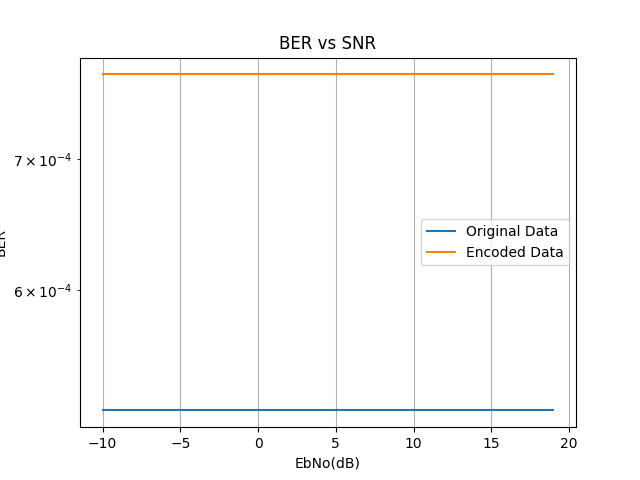 BER vs SNR
7 × 10⁻⁴
6 × 10⁻⁴
BER
Original Data
Encoded Data
−10 −5 0 5 10 15 20
EbNo(dB)